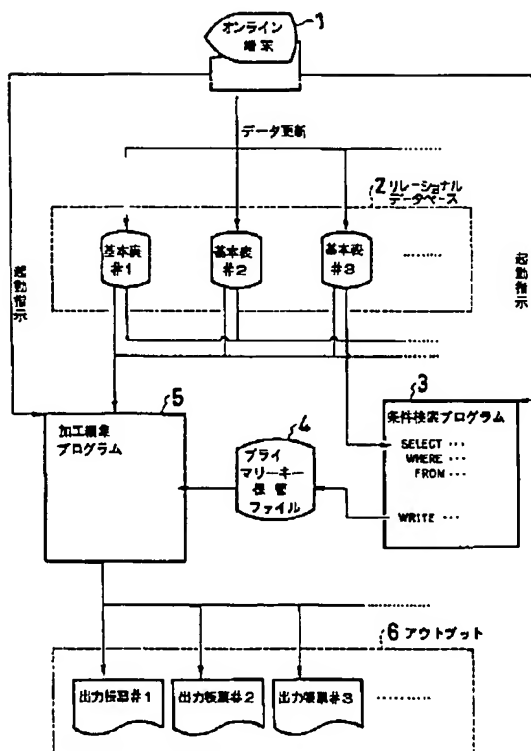 オンライン
端末
1
データ更新
2 リレーショナル
データベース
基本表
#1
基本表
#2
基本表
#3
起動指示
起動指示
5
加工編集
プログラム
4
プライ
マリーキー
保管
ファイル
3
条件検索プログラム
SELECT ...
WHERE ...
FROM ...
WRITE ...
6 アウトプット
出力帳票#1
出力帳票#2
出力帳票#3